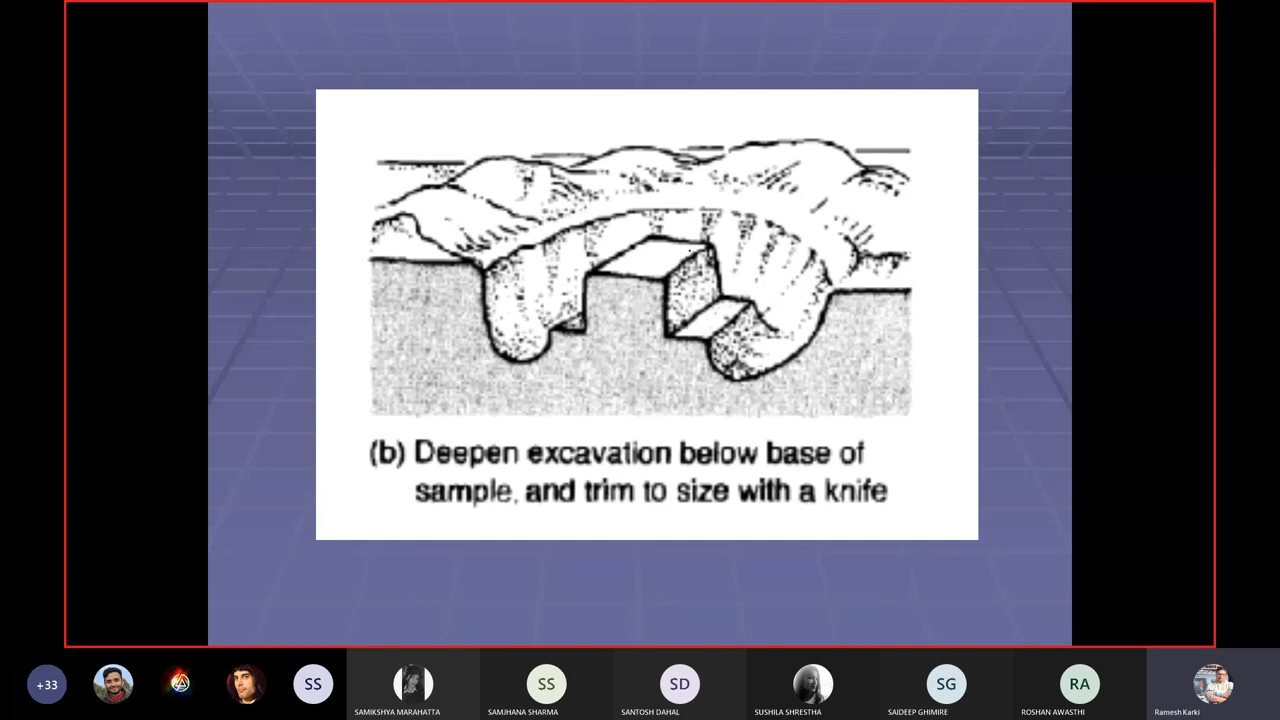 (b) Deepen excavation below base of
sample, and trim to size with a knife
+33
SS
SS
SD
SG
RA
SAMIKSHYA MARAHATTA
SAMJHANA SHARMA
SANTOSH DAHAL
SUSHILA SHRESTHA
SAIDEEP GHIMIRE
ROSHAN AWASTHI
Ramesh Karki